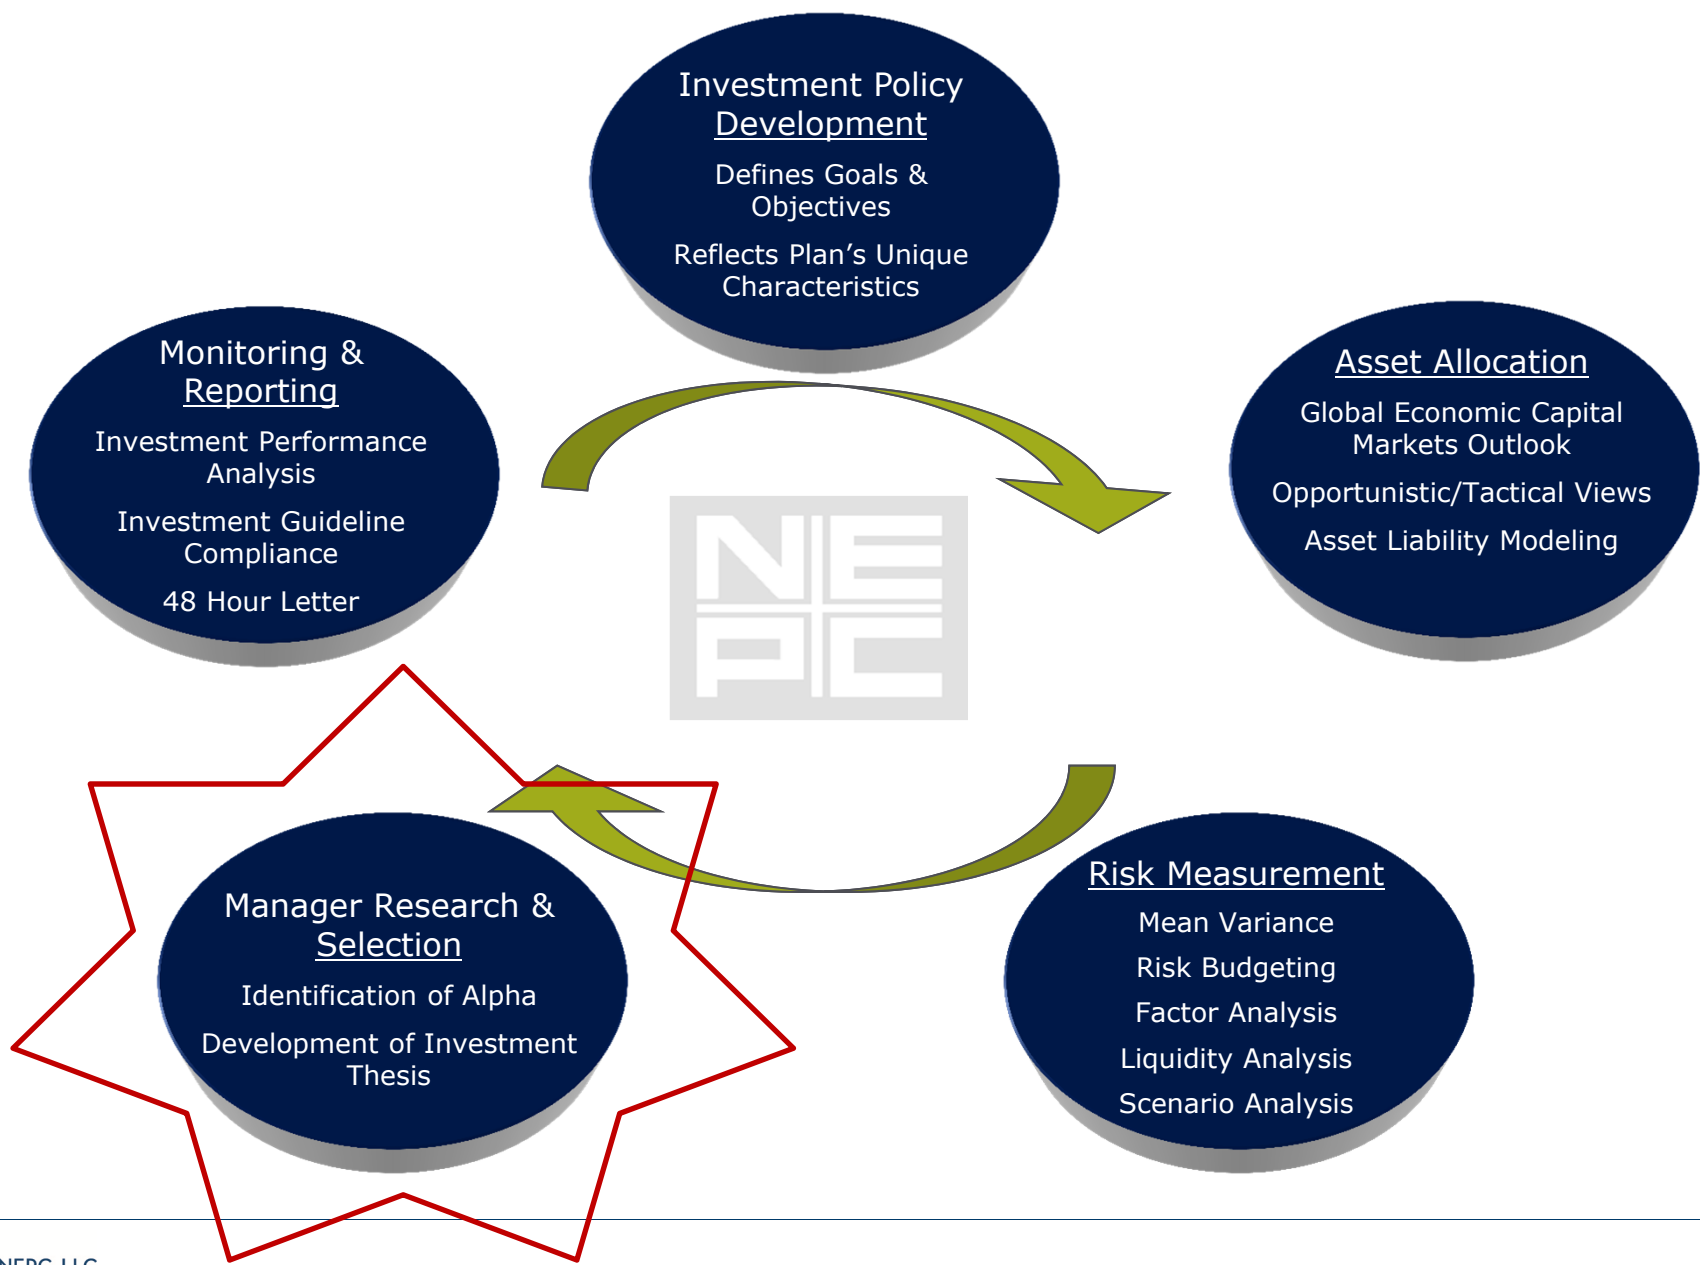 Investment Policy
Development
Defines Goals &
Objectives
Reflects Plan’s Unique
Characteristics
Monitoring &
Reporting
Investment Performance
Analysis
Investment Guideline
Compliance
48 Hour Letter
Asset Allocation
Global Economic Capital
Markets Outlook
Opportunistic/Tactical Views
Asset Liability Modeling
NE
PC
Manager Research &
Selection
Identification of Alpha
Development of Investment
Thesis
Risk Measurement
Mean Variance
Risk Budgeting
Factor Analysis
Liquidity Analysis
Scenario Analysis
NEPC LLC